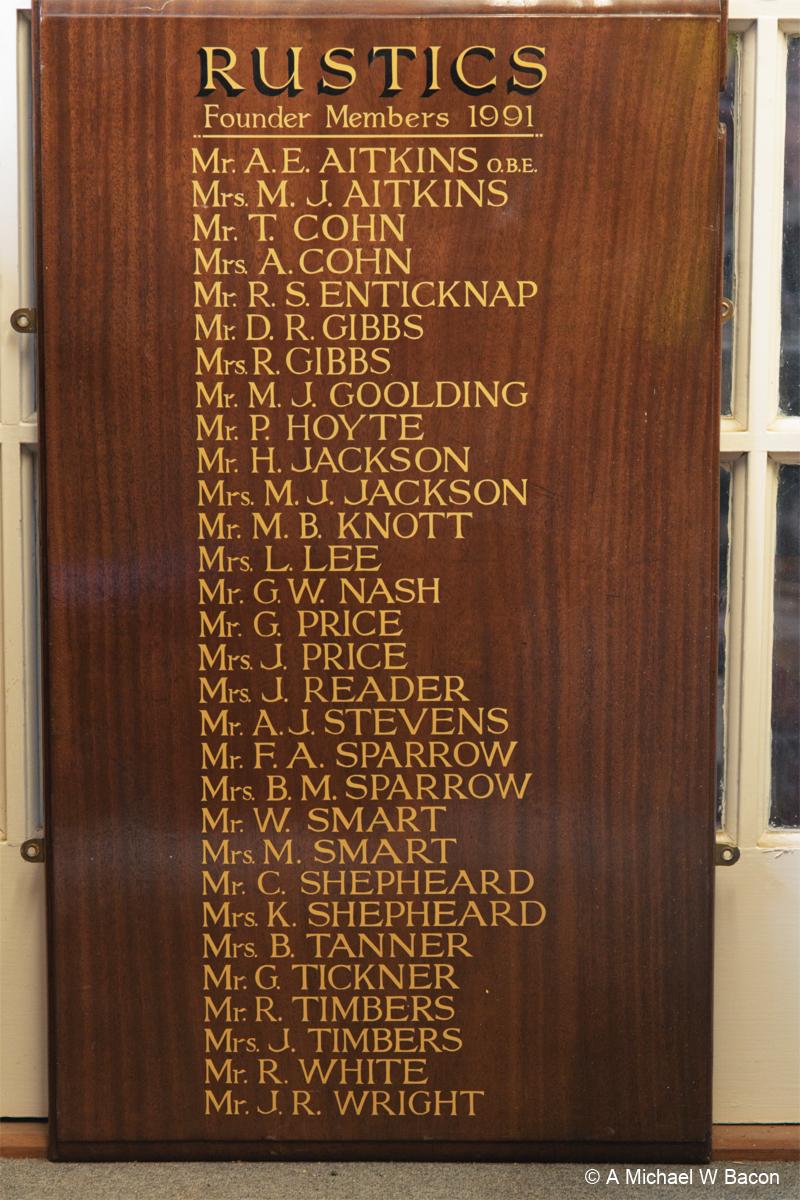 RUSTICS
Founder Members 1991
Mr. A. E. AITKINS O.B.E.
Mrs. M. J. AITKINS
Mr. T. COHN
Mrs. A. COHN
Mr. R. S. ENTICKNAP
Mr. D. R. GIBBS
Mrs. R. GIBBS
Mr. M. J. GOOLDING
Mr. P. HOYTE
Mr. H. JACKSON
Mrs. M. J. JACKSON
Mr. M. B. KNOTT
Mrs. L. LEE
Mr. G. W. NASH
Mr. G. PRICE
Mrs. J. PRICE
Mrs. J. READER
Mr. A. J. STEVENS
Mr. F. A. SPARROW
Mrs. B. M. SPARROW
Mr. W. SMART
Mrs. M. SMART
Mr. C. SHEPHEARD
Mrs. K. SHEPHEARD
Mrs. B. TANNER
Mr. G. TICKNER
Mr. R. TIMBERS
Mrs. J. TIMBERS
Mr. R. WHITE
Mr. J. R. WRIGHT
© A Michael W Bacon